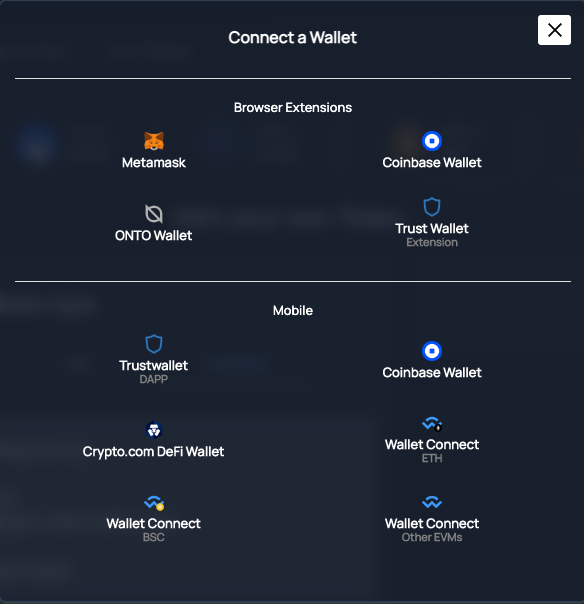 Connect a Wallet
Browser Extensions
Metamask
Coinbase Wallet
ONTO Wallet
Trust Wallet
Extension
Mobile
Trustwallet
DAPP
Coinbase Wallet
Crypto.com DeFi Wallet
Wallet Connect
ETH
Wallet Connect
BSC
Wallet Connect
Other EVMs